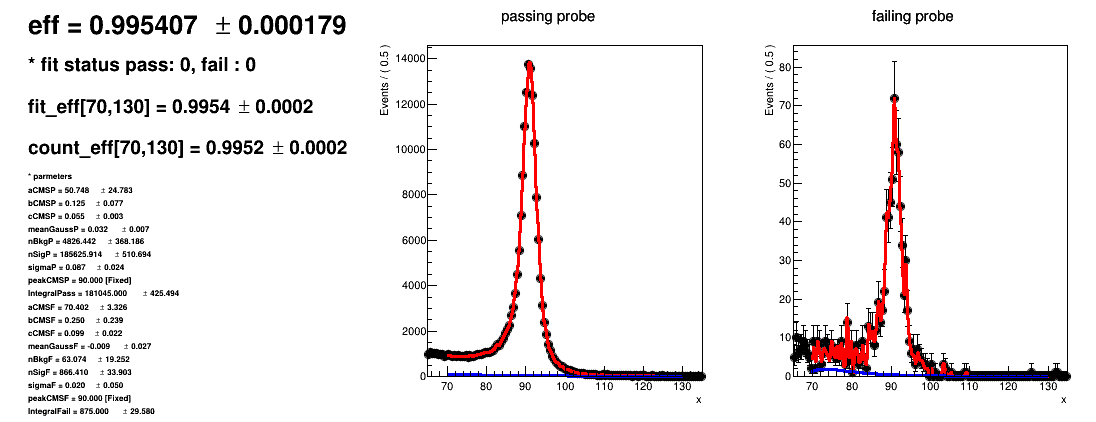 eff = 0.995407 ± 0.000179
* fit status pass: 0, fail : 0
fit_eff[70,130] = 0.9954 ± 0.0002
count_eff[70,130] = 0.9952 ± 0.0002
* parmeters
aCMSP = 50.748 ± 24.783
bCMSP = 0.125 ± 0.077
cCMSP = 0.055 ± 0.003
meanGaussP = 0.032 ± 0.007
nBkgP = 4826.442 ± 368.186
nSigP = 185625.914 ± 510.694
sigmaP = 0.087 ± 0.024
peakCMSP = 90.000 [Fixed]
IntegralPass = 181045.000 ± 425.494
aCMSF = 70.402 ± 3.326
bCMSF = 0.250 ± 0.239
cCMSF = 0.099 ± 0.022
meanGaussF = -0.009 ± 0.027
nBkgF = 63.074 ± 19.252
nSigF = 866.410 ± 33.903
sigmaF = 0.020 ± 0.050
peakCMSF = 90.000 [Fixed]
IntegralFail = 875.000 ± 29.580
passing probe
Events / ( 0.5 )
14000
12000
10000
8000
6000
4000
2000
0
70 80 90 100 110 120 130
x
failing probe
Events / ( 0.5 )
80
70
60
50
40
30
20
10
0
70 80 90 100 110 120 130
x